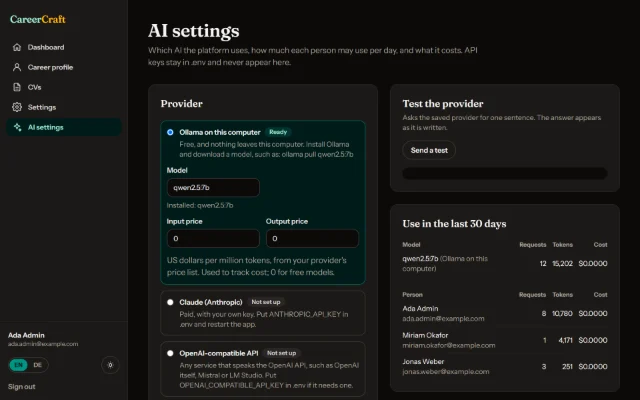 CareerCraft
Dashboard
Career profile
CVs
Settings
AI settings
Ada Admin
ada.admin@example.com
EN DE
Sign out
AI settings
Which AI the platform uses, how much each person may use per day, and what it costs. API
keys stay in .env and never appear here.
Provider
Ollama on this computer Ready
Free, and nothing leaves this computer. Install Ollama
and download a model, such as: ollama pull qwen2.5:7b
Model
qwen2.5:7b
Installed: qwen2.5:7b
Input price Output price
0 0
US dollars per million tokens, from your provider's
price list. Used to track cost; 0 for free models.
Claude (Anthropic) Not set up
Paid, with your own key. Put ANTHROPIC_API_KEY in
.env and restart the app.
OpenAI-compatible API Not set up
Any service that speaks the OpenAI API, such as OpenAI
itself, Mistral or LM Studio. Put
OPENAI_COMPATIBLE_API_KEY in .env if it needs one.
Test the provider
Asks the saved provider for one sentence. The answer appears
as it is written.
Send a test
Use in the last 30 days
Model Requests Tokens Cost
qwen2.5:7b (Ollama on this
computer) 12 15,202 $0.0000
Person Requests Tokens Cost
Ada Admin
ada.admin@example.com 8 10,780 $0.0000
Miriam Okafor
miriam.okafor@example.com 1 4,171 $0.0000
Jonas Weber
jonas.weber@example.com 3 251 $0.0000